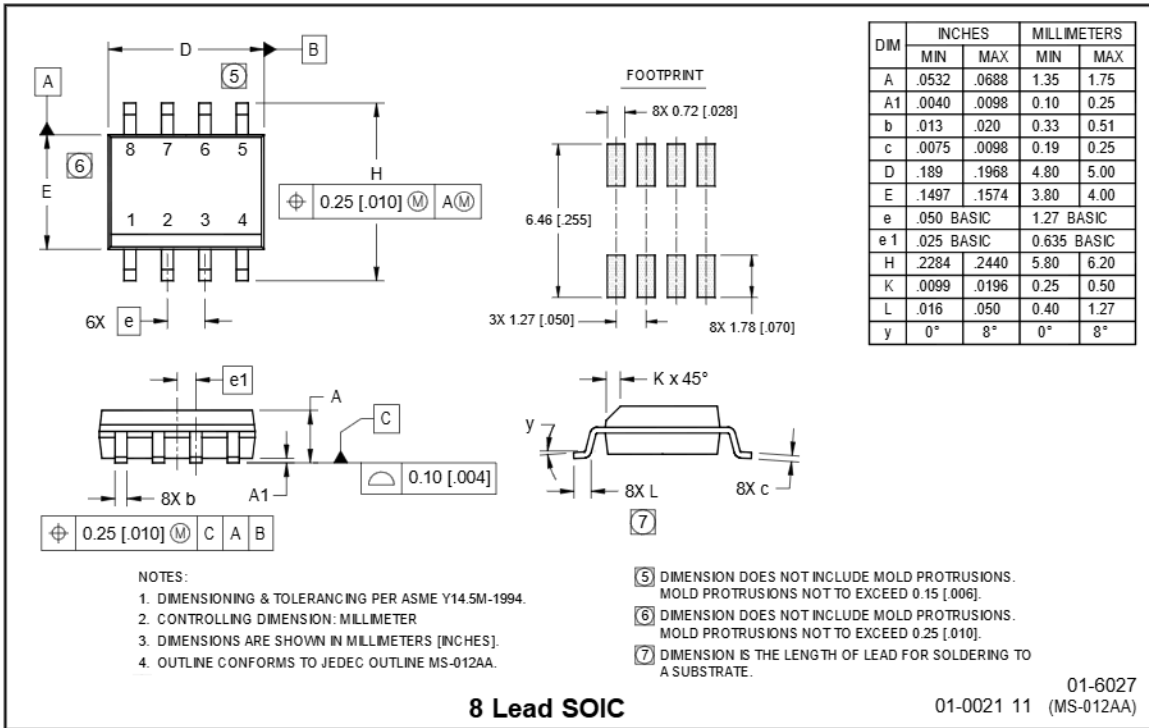 D
B
5
A
8 7 6 5
6
E
H
0.25 [.010] M A M
1 2 3 4
6X e
FOOTPRINT
8X 0.72 [.028]
6.46 [.255]
3X 1.27 [.050]
8X 1.78 [.070]
DIM INCHES MILLIMETERS
MIN MAX MIN MAX
A .0532 .0688 1.35 1.75
A1 .0040 .0098 0.10 0.25
b .013 .020 0.33 0.51
c .0075 .0098 0.19 0.25
D .189 .1968 4.80 5.00
E .1497 .1574 3.80 4.00
e .050 BASIC 1.27 BASIC
e 1 .025 BASIC 0.635 BASIC
H .2284 .2440 5.80 6.20
K .0099 .0196 0.25 0.50
L .016 .050 0.40 1.27
y 0° 8° 0° 8°
e1
A
C
0.10 [.004]
8X b
A1
0.25 [.010] M C A B
K x 45°
y
8X L
8X c
7
NOTES:
1. DIMENSIONING & TOLERANCING PER ASME Y14.5M-1994.
2. CONTROLLING DIMENSION: MILLIMETER
3. DIMENSIONS ARE SHOWN IN MILLIMETERS [INCHES].
4. OUTLINE CONFORMS TO JEDEC OUTLINE MS-012AA.
5 DIMENSION DOES NOT INCLUDE MOLD PROTRUSIONS.
MOLD PROTRUSIONS NOT TO EXCEED 0.15 [.006].
6 DIMENSION DOES NOT INCLUDE MOLD PROTRUSIONS.
MOLD PROTRUSIONS NOT TO EXCEED 0.25 [.010].
7 DIMENSION IS THE LENGTH OF LEAD FOR SOLDERING TO
A SUBSTRATE.
8 Lead SOIC
01-6027
01-0021 11 (MS-012AA)